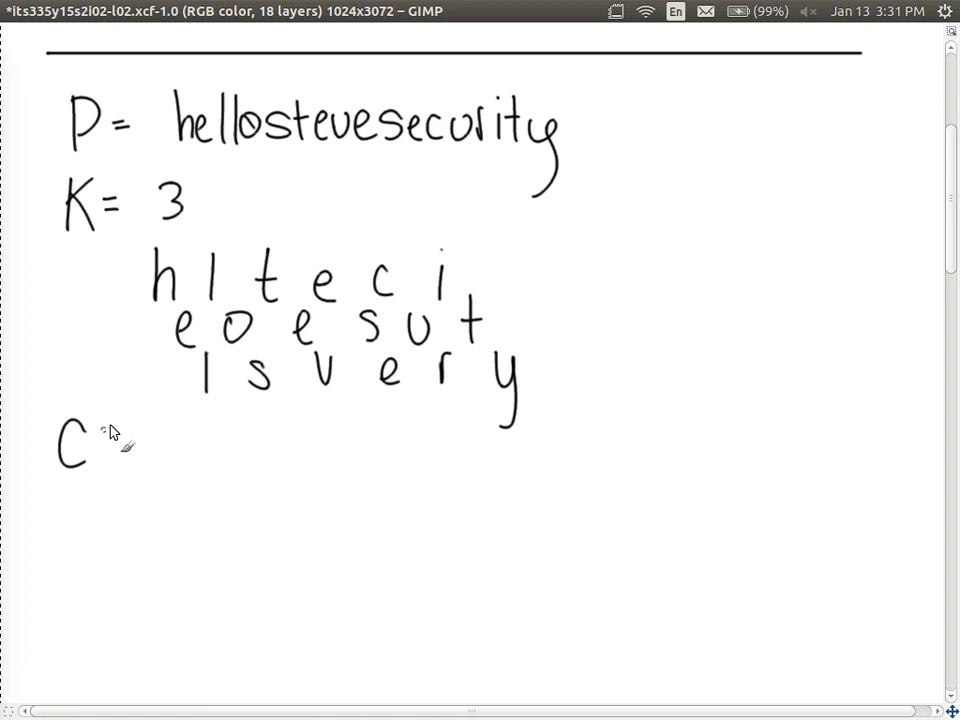 *its335y15s2i02-l02.xcf-1.0 (RGB color, 18 layers) 1024x3072 – GIMP En (99%) Jan 13 3:31 PM
P= hellostevesecurity
K= 3
h l t e c i
e o e s u t
l s v e r y
C =